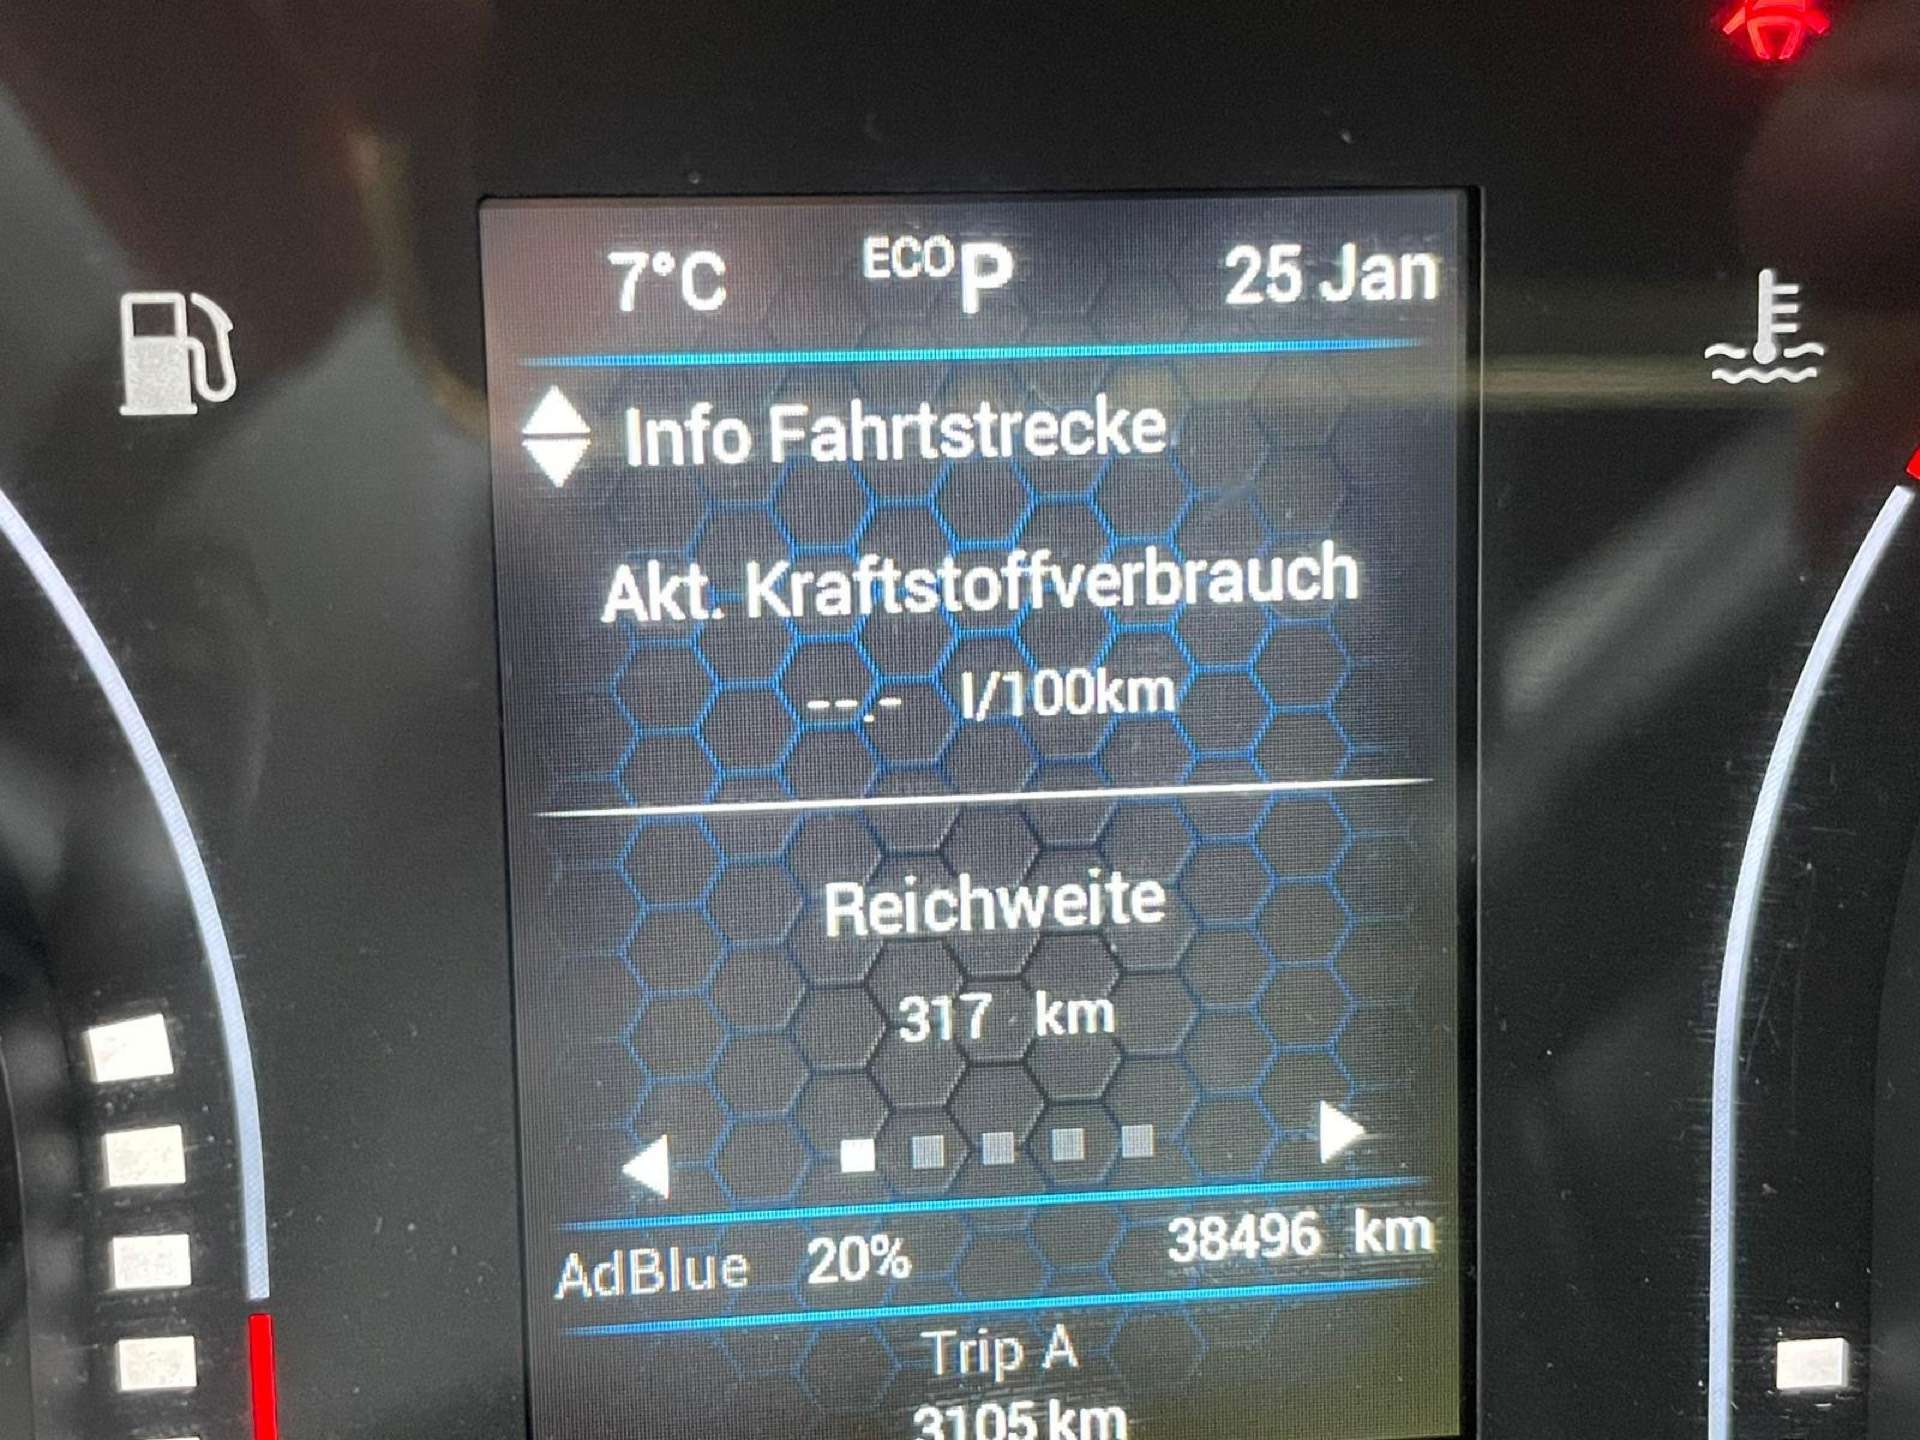 7°C ECO P 25 Jan
Info Fahrtstrecke
Akt. Kraftstoffverbrauch
--.- l/100km
Reichweite
317 km
AdBlue 20% 38496 km
Trip A
3105 km